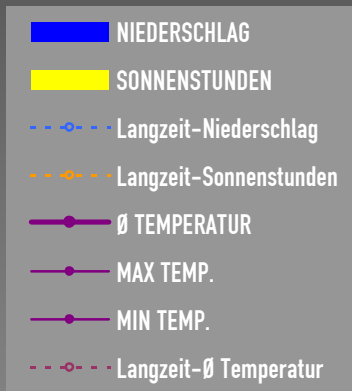 NIEDERSCHLAG
SONNENSTUNDEN
Langzeit-Niederschlag
Langzeit-Sonnenstunden
Ø TEMPERATUR
MAX TEMP.
MIN TEMP.
Langzeit-Ø Temperatur